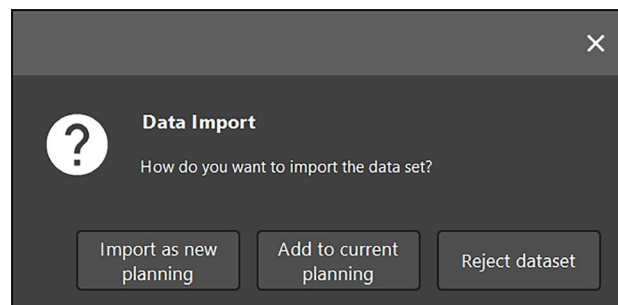 Data Import
How do you want to import the data set?
Import as new
planning
Add to current
planning
Reject dataset